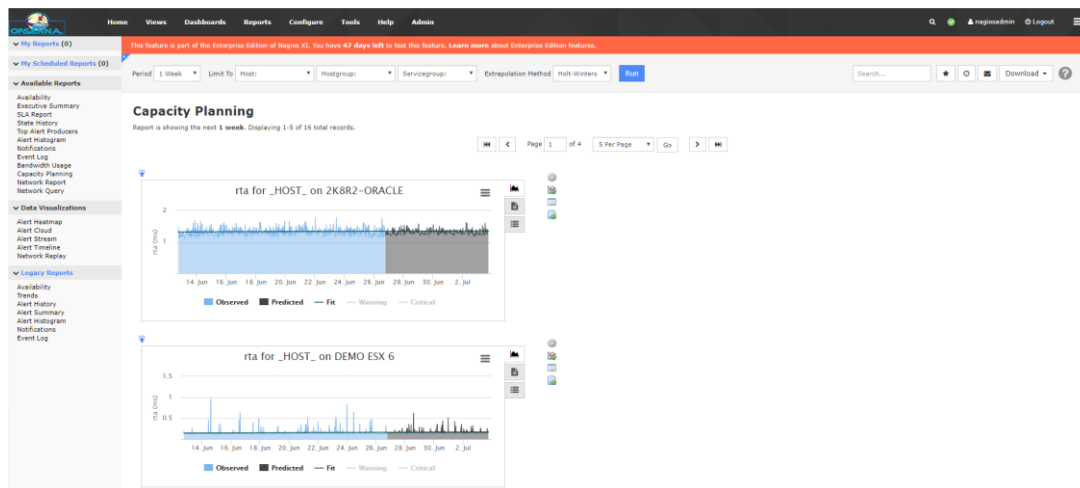 Home Views Dashboards Reports Configure Tools Help Admin
nagiosadmin Logout
My Reports (0)
My Scheduled Reports (0)
Available Reports
Availability
Executive Summary
SLA Report
State History
Top Alert Producers
Alert Histogram
Notifications
Event Log
Bandwidth Usage
Capacity Planning
Network Report
Network Query
Data Visualizations
Alert Heatmap
Alert Cloud
Alert Stream
Alert Timeline
Network Replay
Legacy Reports
Availability
Trends
Alert History
Alert Summary
Alert Histogram
Notifications
Event Log
This feature is part of the Enterprise Edition of Nagios XI. You have 47 days left to test this feature. Learn more about Enterprise Edition features.
Period 1 Week Limit To Host: Hostgroup: Servicegroup: Extrapolation Method Holt-Winters Run
Search... Download
Capacity Planning
Report is showing the next 1 week. Displaying 1-5 of 16 total records.
Page 1 of 4 5 Per Page Go
rta for _HOST_ on 2K8R2-ORACLE
2
1
rta (ms)
14. Jun 16. Jun 18. Jun 20. Jun 22. Jun 24. Jun 26. Jun 28. Jun 30. Jun 2. Jul
Observed Predicted Fit Warning Critical
rta for _HOST_ on DEMO ESX 6
1.5
1
0.5
rta (ms)
14. Jun 16. Jun 18. Jun 20. Jun 22. Jun 24. Jun 26. Jun 28. Jun 30. Jun 2. Jul
Observed Predicted Fit Warning Critical